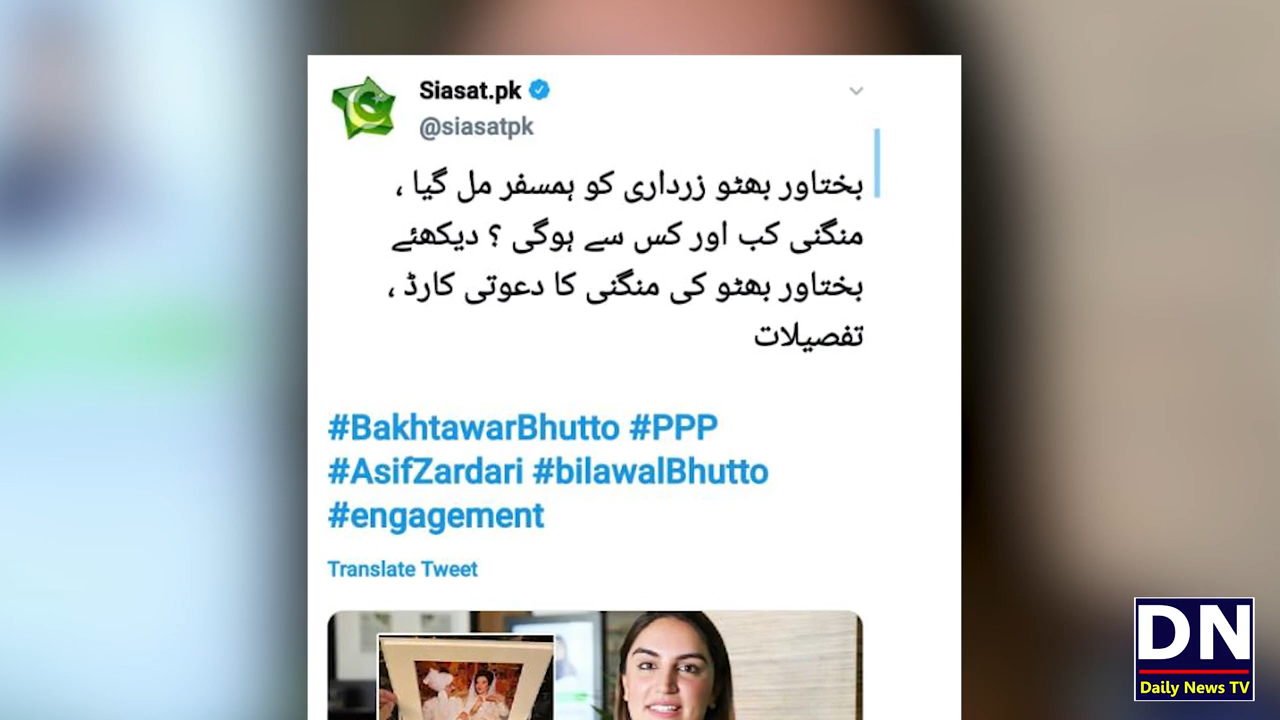 Siasat.pk
@siasatpk
بختاور بھٹو زرداری کو ہمسفر مل گیا ،
منگنی کب اور کس سے ہوگی ؟ دیکھئے
بختاور بھٹو کی منگنی کا دعوتی کارڈ ،
تفصیلات
#BakhtawarBhutto #PPP
#AsifZardari #bilawalBhutto
#engagement
Translate Tweet
DN
Daily News TV